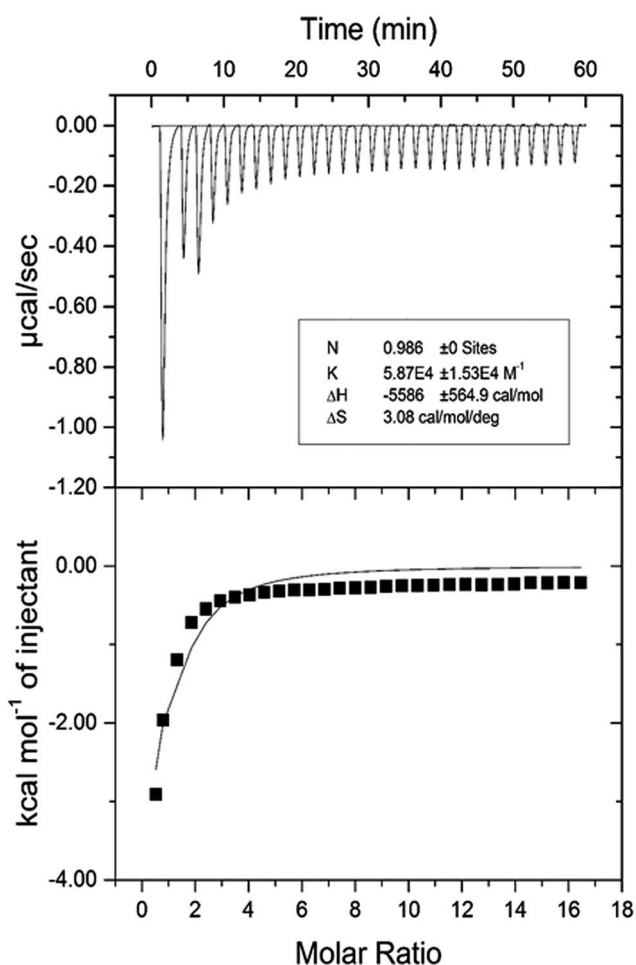 Time (min)
0 10 20 30 40 50 60
0.00
-0.20
-0.40
-0.60
-0.80
-1.00
-1.20
µcal/sec
N 0.986 ±0 Sites
K 5.87E4 ±1.53E4 M⁻¹
ΔH -5586 ±564.9 cal/mol
ΔS 3.08 cal/mol/deg
0.00
-2.00
-4.00
kcal mol⁻¹ of injectant
0 2 4 6 8 10 12 14 16 18
Molar Ratio